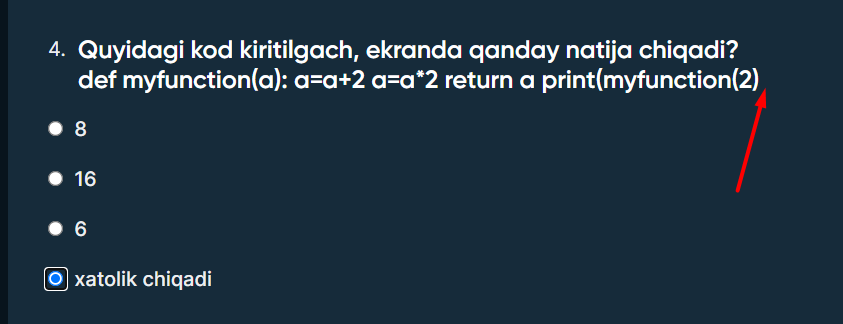 4. Quyidagi kod kiritilgach, ekranda qanday natija chiqadi?
def myfunction(a): a=a+2 a=a*2 return a print(myfunction(2)
8
16
6
xatolik chiqadi